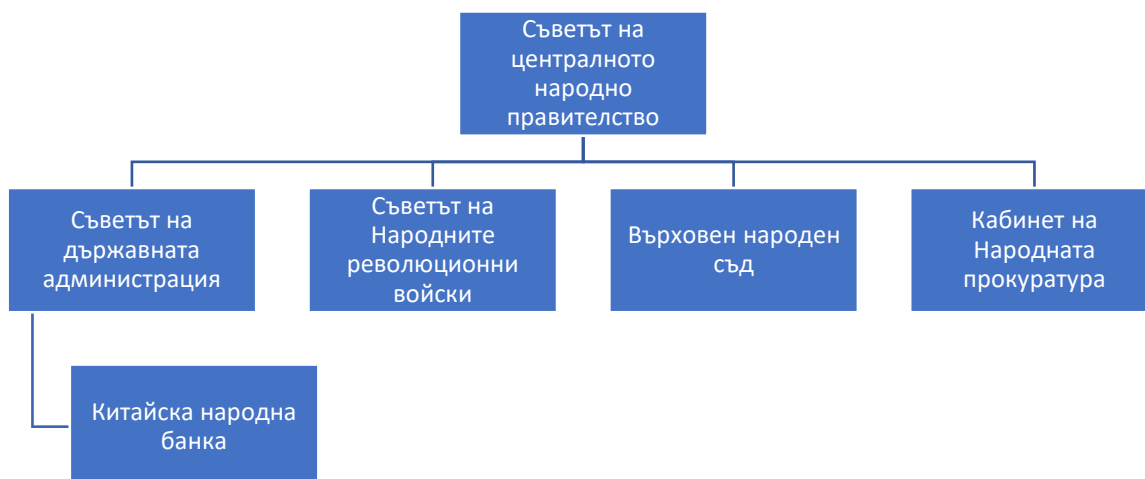 Съветът на
централното
народно
правителство
Съветът на
държавната
администрация
Съветът на
Народните
революционни
войски
Върховен народен
съд
Кабинет на
Народната
прокуратура
Китайска народна
банка